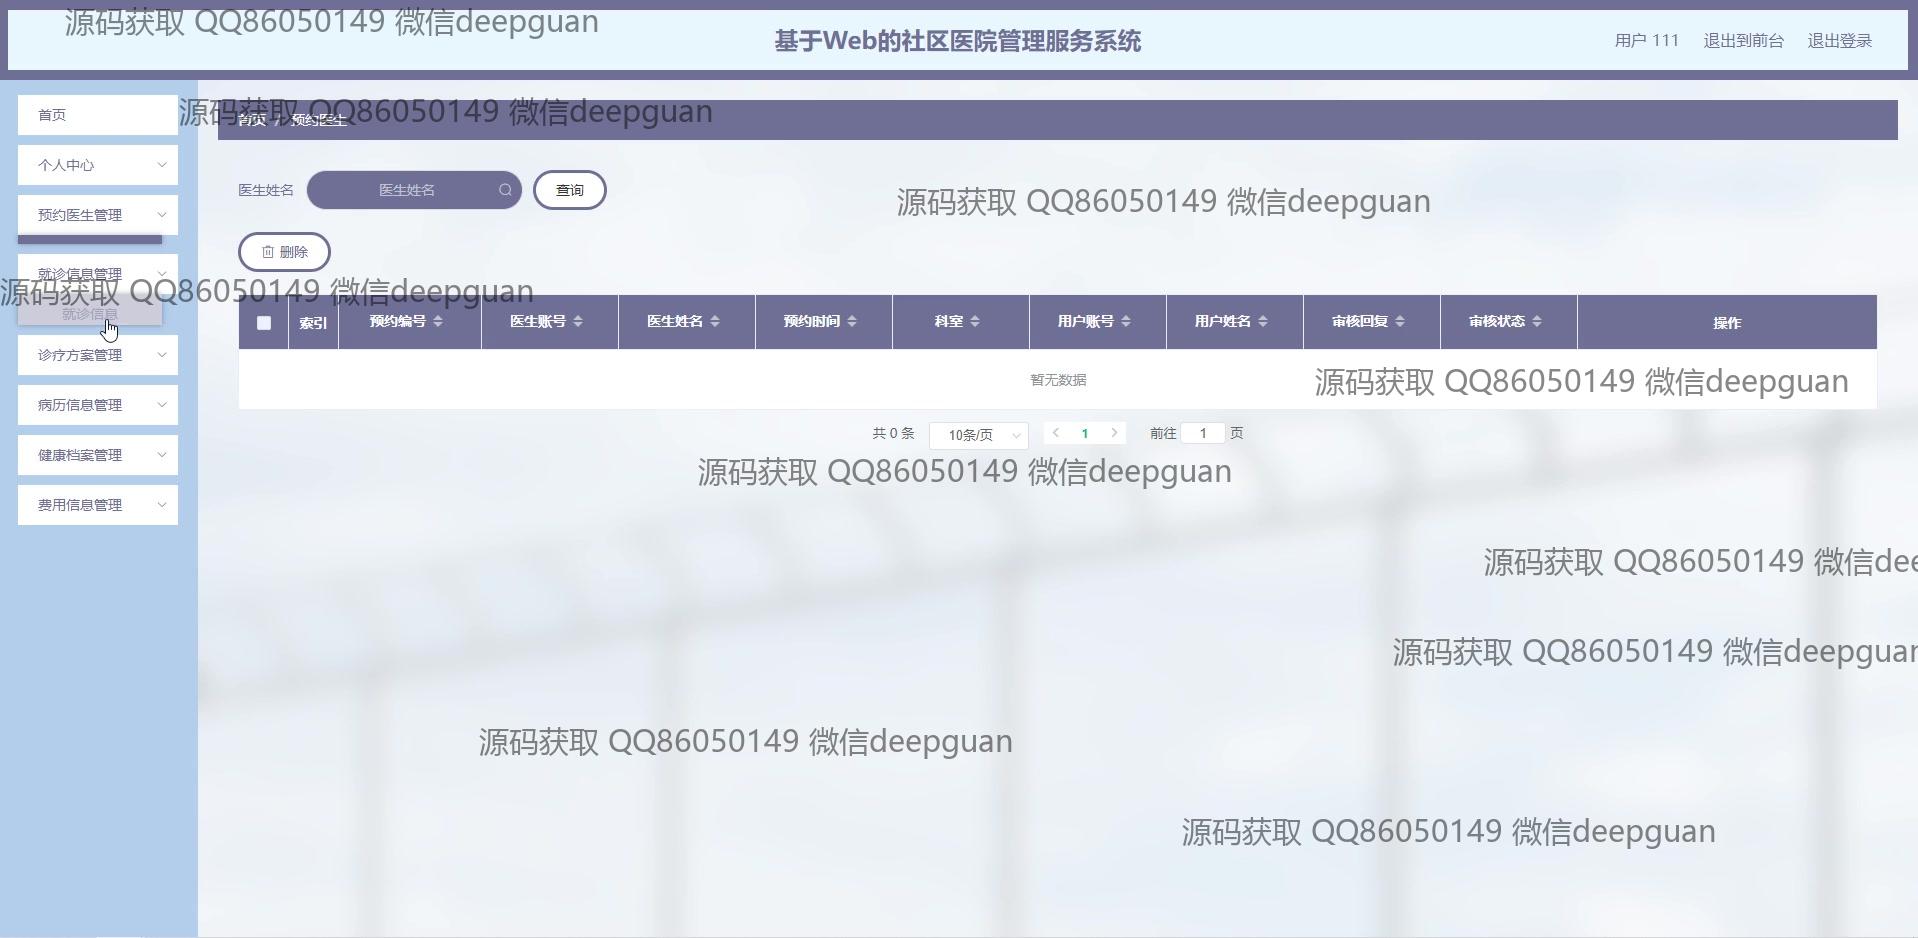 源码获取 QQ86050149 微信deepguan
基于Web的社区医院管理服务系统
用户 111 退出到前台 退出登录
首页
源码获取 QQ86050149 微信deepguan
首页 / 预约医生
个人中心
医生姓名 医生姓名 查询
源码获取 QQ86050149 微信deepguan
预约医生管理
删除
就诊信息管理
源码获取 QQ86050149 微信deepguan
就诊信息
索引 预约编号 医生账号 医生姓名 预约时间 科室 用户账号 用户姓名 审核回复 审核状态 操作
诊疗方案管理
暂无数据
源码获取 QQ86050149 微信deepguan
病历信息管理
共 0 条 10条/页 1 前往 1 页
健康档案管理
源码获取 QQ86050149 微信deepguan
费用信息管理
源码获取 QQ86050149 微信dee
源码获取 QQ86050149 微信deepguan
源码获取 QQ86050149 微信deepguan
源码获取 QQ86050149 微信deepguan